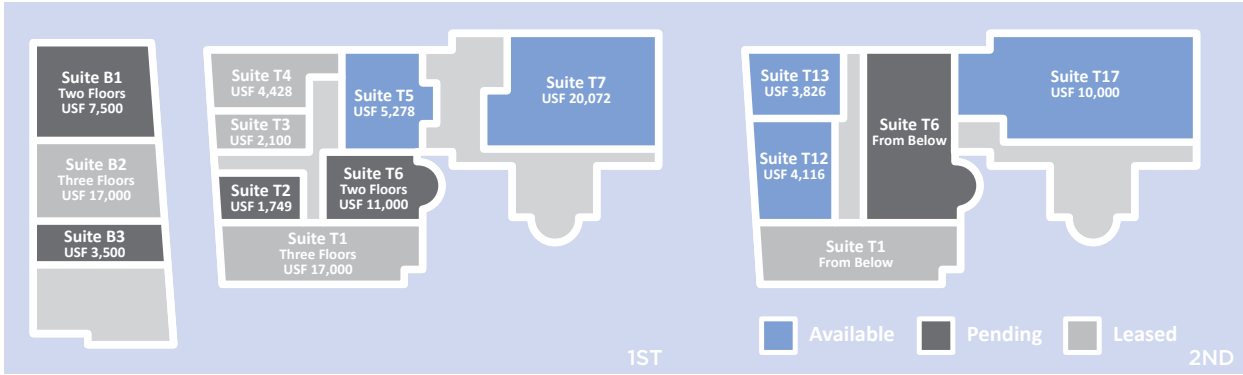 Suite B1
Two Floors
USF 7,500
Suite B2
Three Floors
USF 17,000
Suite B3
USF 3,500
Suite T4
USF 4,428
Suite T3
USF 2,100
Suite T2
USF 1,749
Suite T5
USF 5,278
Suite T6
Two Floors
USF 11,000
Suite T1
Three Floors
USF 17,000
Suite T7
USF 20,072
1ST
Suite T13
USF 3,826
Suite T12
USF 4,116
Suite T6
From Below
Suite T17
USF 10,000
Suite T1
From Below
Available
Pending
Leased
2ND